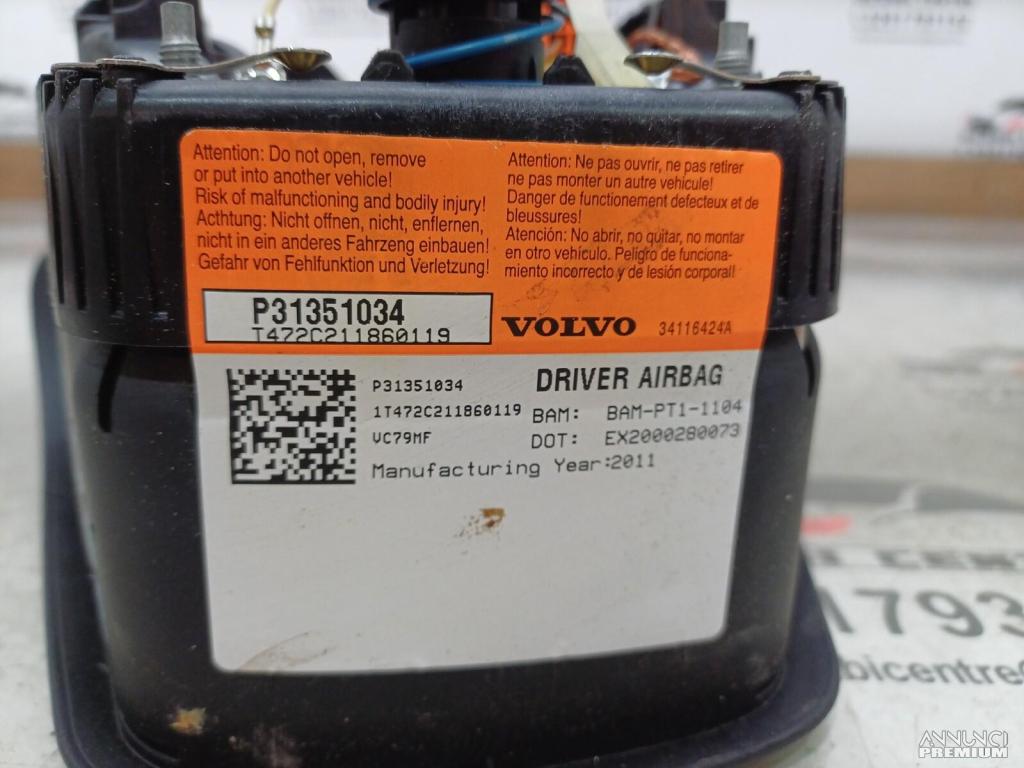 Attention: Do not open, remove
or put into another vehicle!
Risk of malfunctioning and bodily injury!
Acthtung: Nicht offnen, nicht, enflernen,
nicht in ein anderes Fahrzeng einbauen!
Gefahr von Fehlfunktion und Verletzung!
Attention: Ne pas ouvrir, ne pas retirer
ne pas monter un autre vehicule!
Danger de functionement defecteux et de
bleussures!
Atención: No abrir, no quitar, no montar
en otro vehículo. Peligro de funciona-
miento incorrecto y de lesión corporal!
P31351034
T472C211860119
VOLVO 34116424A
P31351034
1T472C211860119
VC79MF
DRIVER AIRBAG
BAM: BAM-PT1-1104
DOT: EX2000280073
Manufacturing Year:2011
1793
bicentre
ANNUNCI
PREMIUM